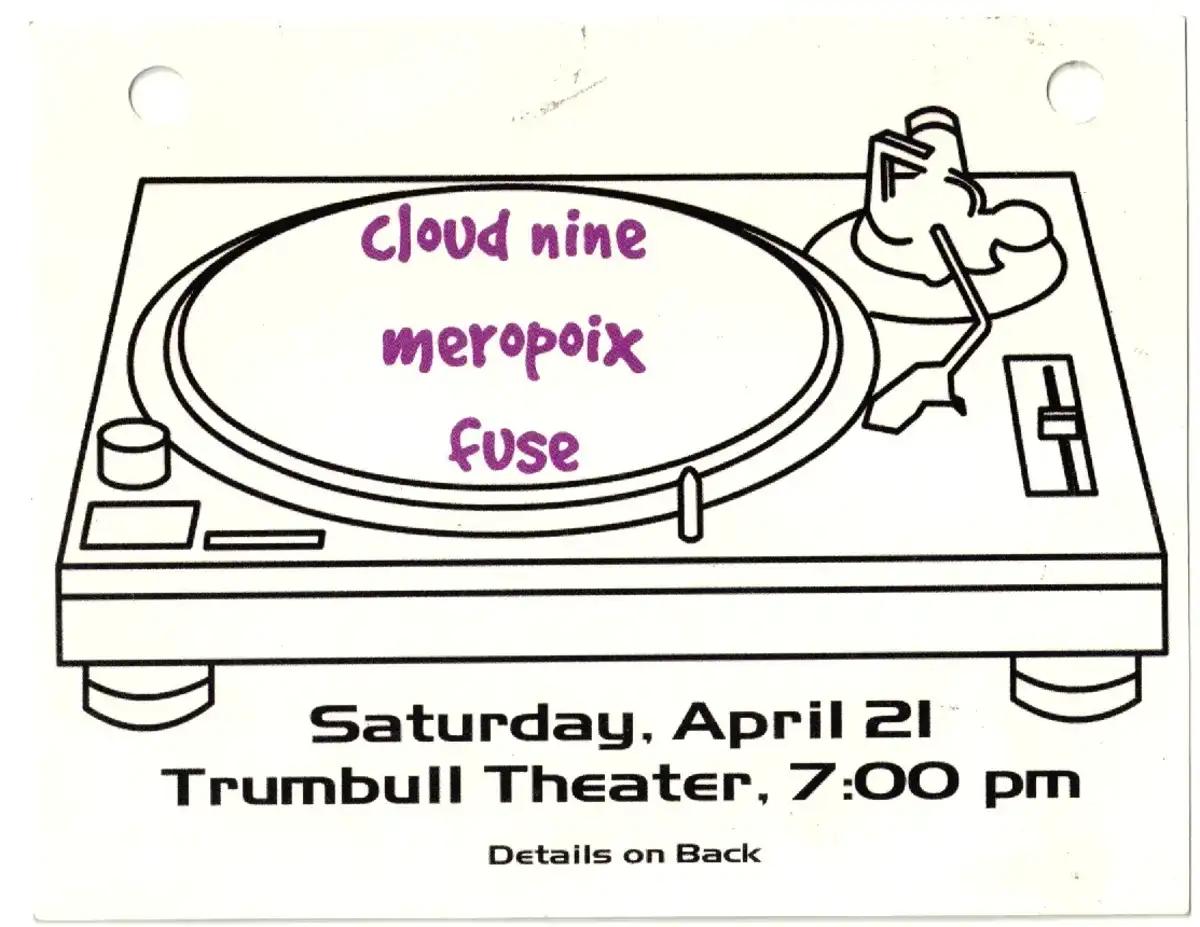 cloud nine
meropoix
fuse
Saturday, April 21
Trumbull Theater, 7:00 pm
Details on Back